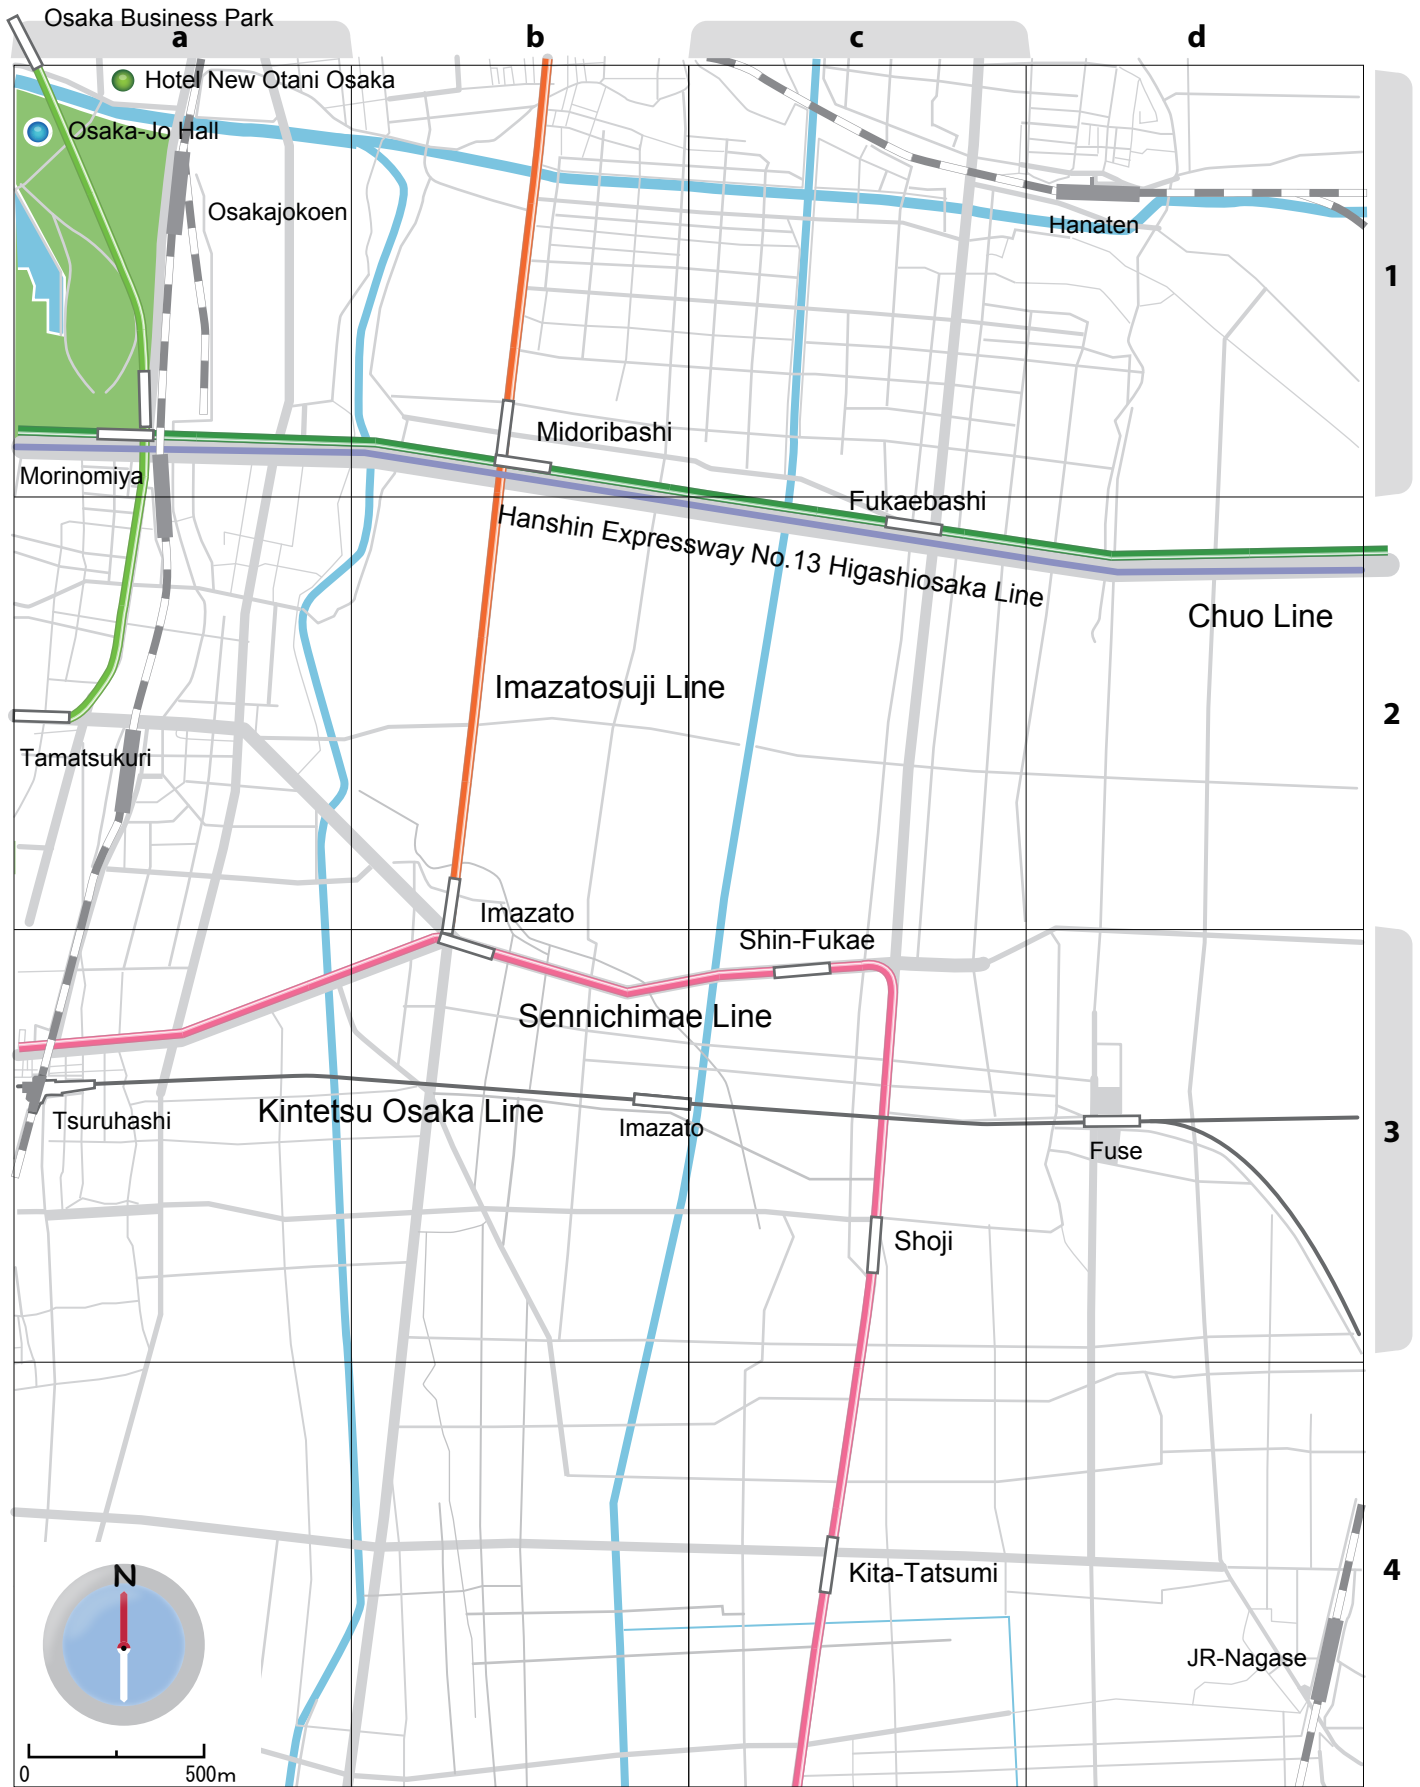 Osaka Business Park
a
b
c
d
Hotel New Otani Osaka
Osaka-Jo Hall
Osakajokoen
Hanaten
1
Midoribashi
Morinomiya
Fukaebashi
Hanshin Expressway No.13 Higashiosaka Line
Chuo Line
Imazatosuji Line
2
Tamatsukuri
Imazato
Shin-Fukae
Sennichimae Line
Kintetsu Osaka Line
Tsuruhashi
Imazato
Fuse
3
Shoji
Kita-Tatsumi
4
N
JR-Nagase
0
500m